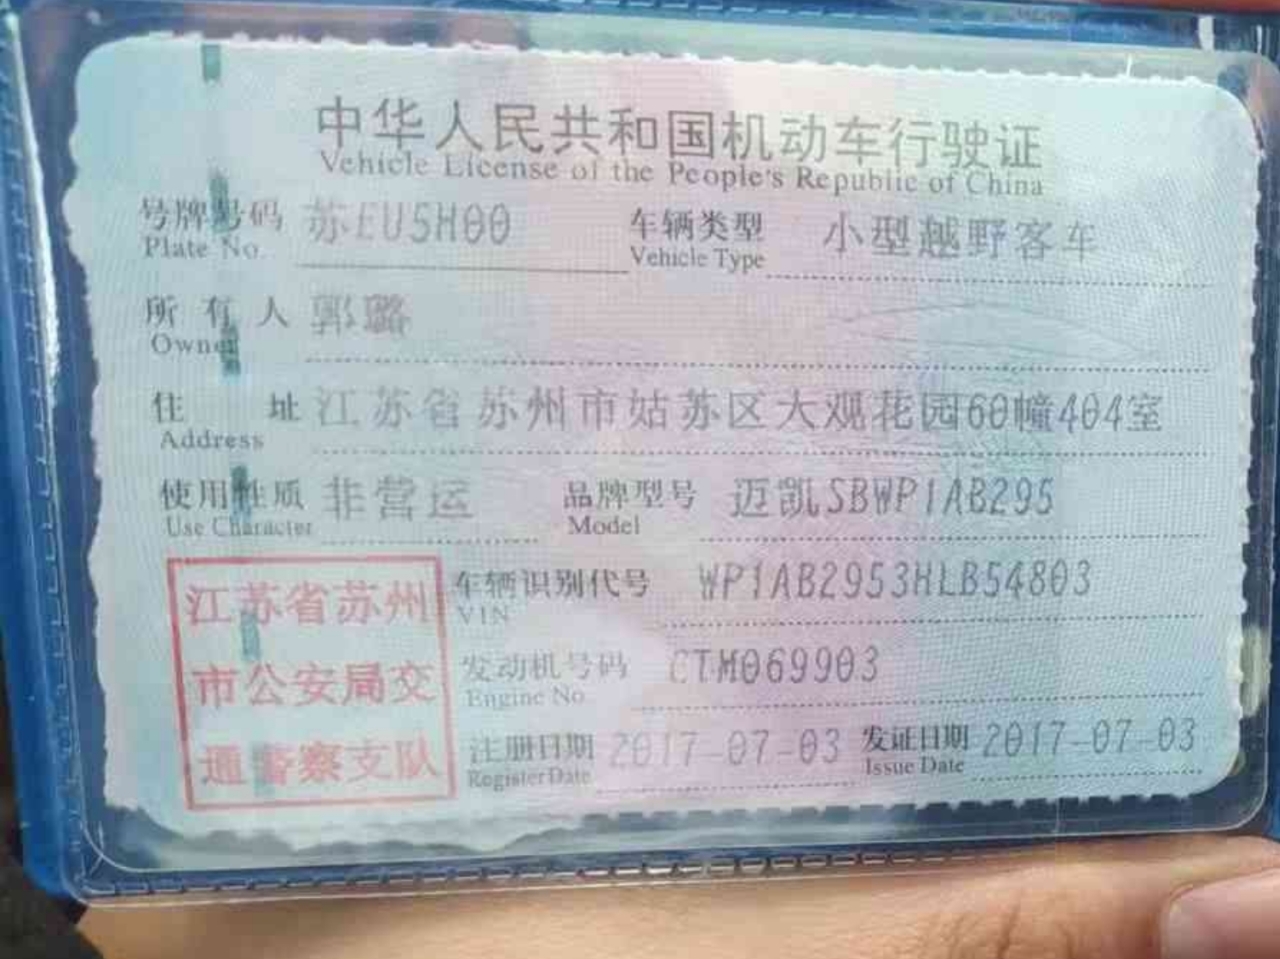 中华人民共和国机动车行驶证
Vehicle License of the People's Republic of China
号牌号码 苏EU5H00 车辆类型 小型越野客车
Plate No. Vehicle Type
所有人 郭璐
Owner
住址 江苏省苏州市姑苏区大观花园60幢404室
Address
使用性质 非营运 品牌型号 迈凯SBWP1AB295
Use Character Model
江苏省苏州
市公安局交
通警察支队
车辆识别代号 WP1AB2953HLB54803
VIN
发动机号码 CTM069903
Engine No.
注册日期 2017-07-03 发证日期 2017-07-03
Register Date Issue Date